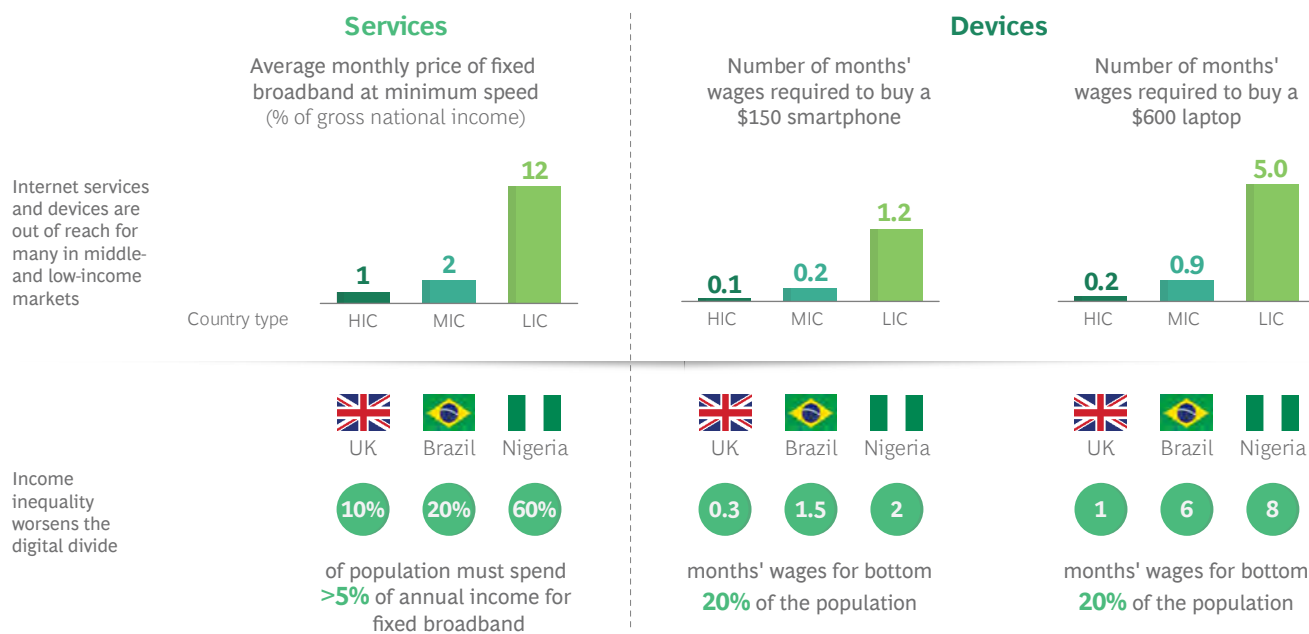 Services
Devices
Average monthly price of fixed
broadband at minimum speed
(% of gross national income)
Number of months'
wages required to buy a
$150 smartphone
Number of months'
wages required to buy a
$600 laptop
Internet services
and devices are
out of reach for
many in middle-
and low-income
markets
1
2
12
0.1
0.2
1.2
0.2
0.9
5.0
Country type
HIC
MIC
LIC
HIC
MIC
LIC
HIC
MIC
LIC
UK
Brazil
Nigeria
UK
Brazil
Nigeria
UK
Brazil
Nigeria
Income
inequality
worsens the
digital divide
10%
20%
60%
0.3
1.5
2
1
6
8
of population must spend
>5% of annual income for
fixed broadband
months' wages for bottom
20% of the population
months' wages for bottom
20% of the population